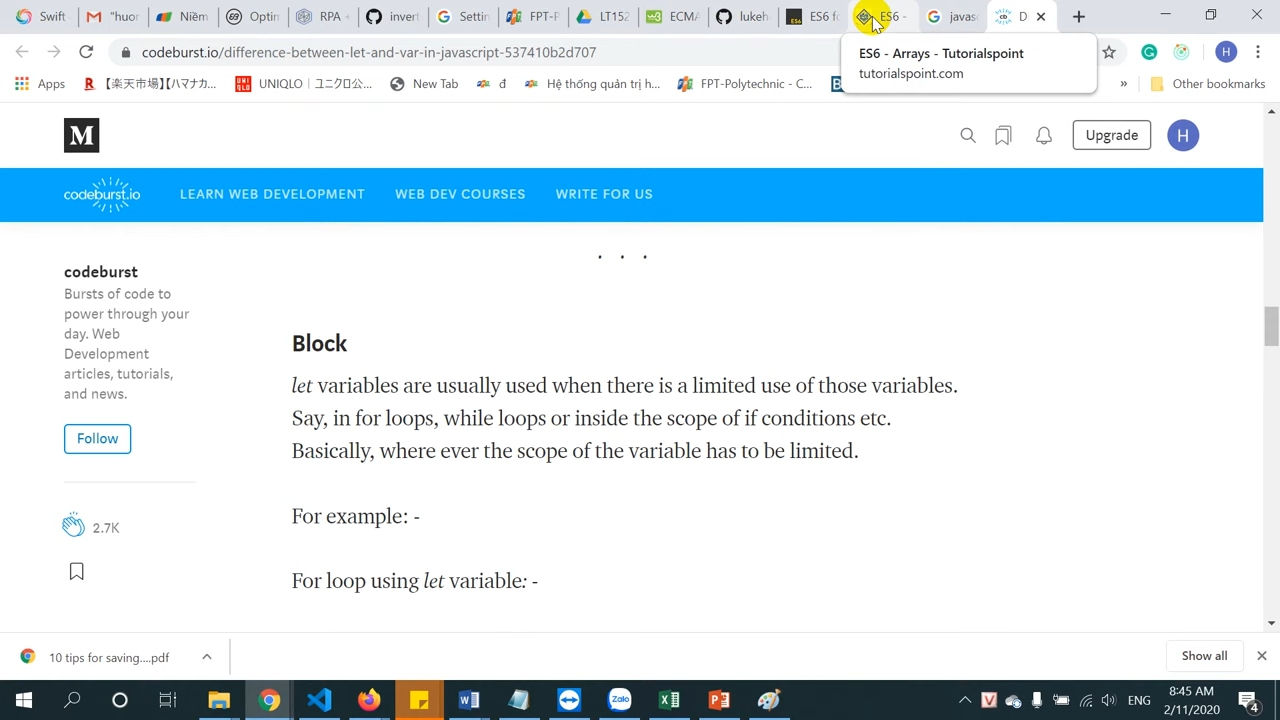 Swift
"huor
Niềm
Optin
RPA -
invert
Settin
FPT-P
LT152
ECMA
lukeh
ES6 fo
ES6 -
javas
D
codeburst.io/difference-between-let-and-var-in-javascript-537410b2d707
ES6 - Arrays - Tutorialspoint
tutorialspoint.com
H
Apps
【楽天市場】【ハマナカ...
UNIQLO｜ユニクロ公...
New Tab
đ
Hệ thống quản trị h...
FPT-Polytechnic - C...
»
Other bookmarks
M
Upgrade
H
codeburst.io
LEARN WEB DEVELOPMENT
WEB DEV COURSES
WRITE FOR US
. . .
codeburst
Bursts of code to
power through your
day. Web
Development
articles, tutorials,
and news.
Follow
2.7K
Block
let variables are usually used when there is a limited use of those variables.
Say, in for loops, while loops or inside the scope of if conditions etc.
Basically, where ever the scope of the variable has to be limited.
For example: -
For loop using let variable: -
10 tips for saving....pdf
Show all
Zalo
ENG
8:45 AM
2/11/2020
4